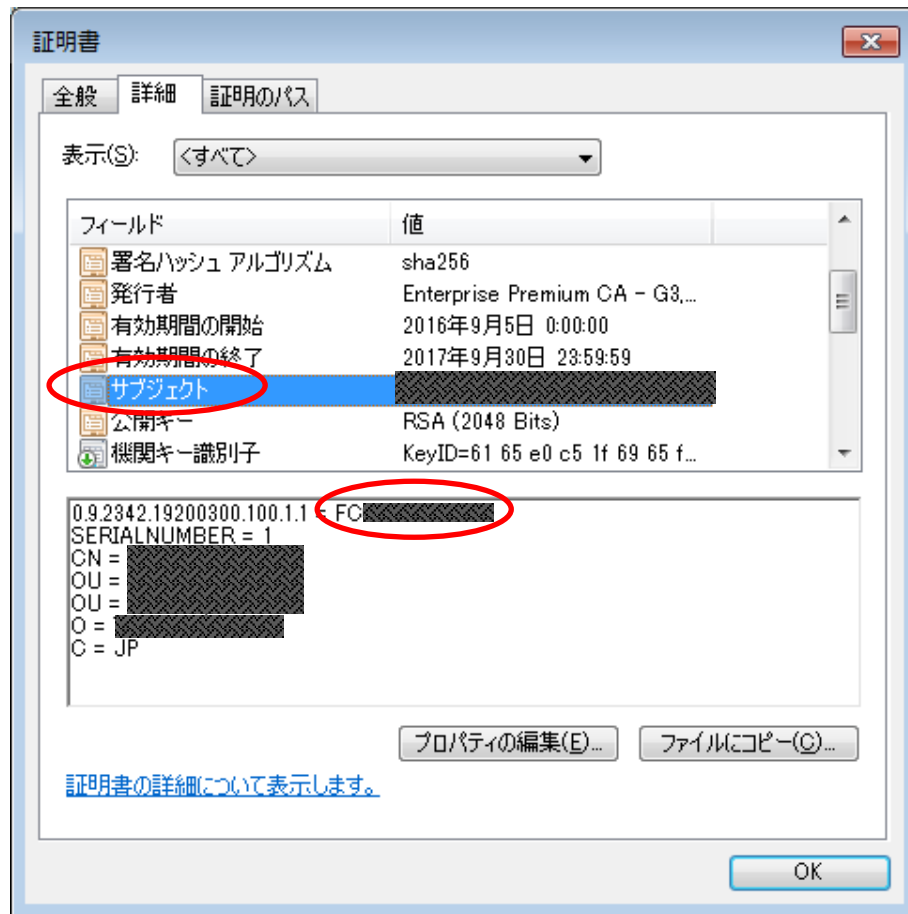 証明書
全般 詳細 証明のパス
表示(S): <すべて>
フィールド 値
署名ハッシュ アルゴリズム sha256
発行者 Enterprise Premium CA - G3,...
有効期間の開始 2016年9月5日 0:00:00
有効期間の終了 2017年9月30日 23:59:59
サブジェクト
公開キー RSA (2048 Bits)
機関キー識別子 KeyID=61 65 e0 c5 1f 69 65 f...
0.9.2342.19200300.100.1.1 = FC
SERIALNUMBER = 1
CN =
OU =
OU =
O =
C = JP
プロパティの編集(E)... ファイルにコピー(C)...
証明書の詳細について表示します。
OK